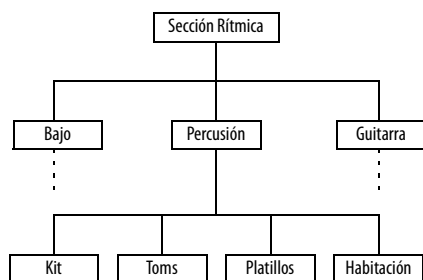 Sección Rítmica
Bajo
Percusión
Guitarra
Kit
Toms
Platillos
Habitación